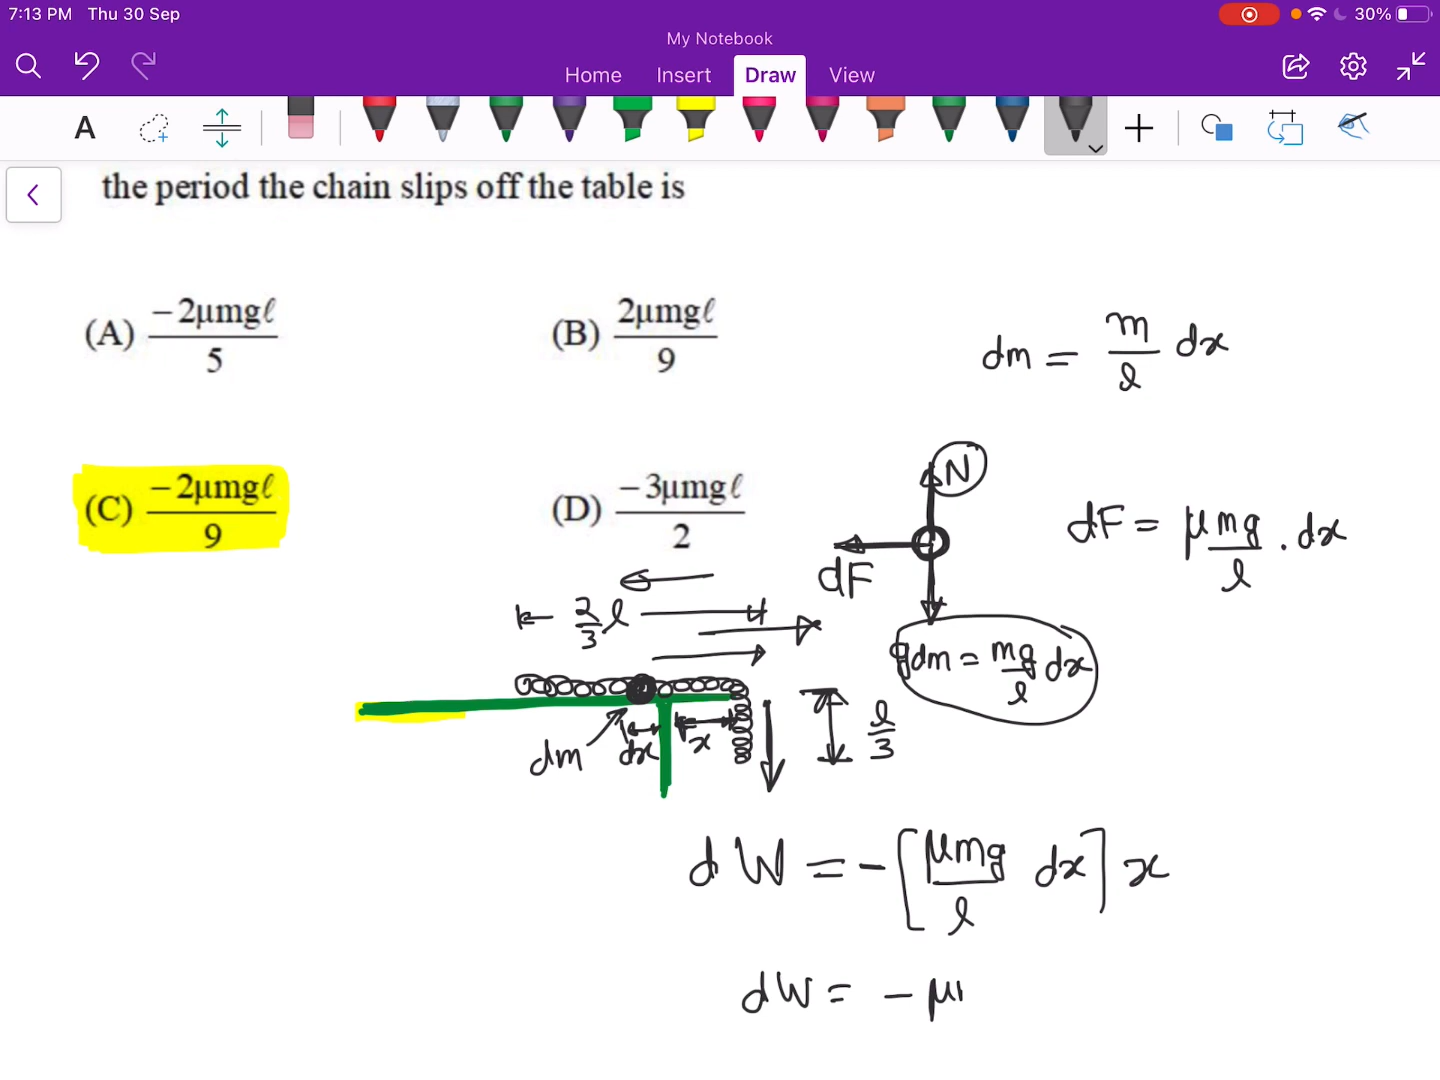 7:13 PM Thu 30 Sep
30%
My Notebook
Home Insert Draw View
A
the period the chain slips off the table is
(A) −2μmgℓ/5
(B) 2μmgℓ/9
(C) −2μmgℓ/9
(D) −3μmgℓ/2
dm = m/l dx
N
dF
dF = μmg/l . dx
gdm = mg/l dx
2/3 l
dm
dx
x
l/3
dW = −[μmg/l dx] x
dW = − μ